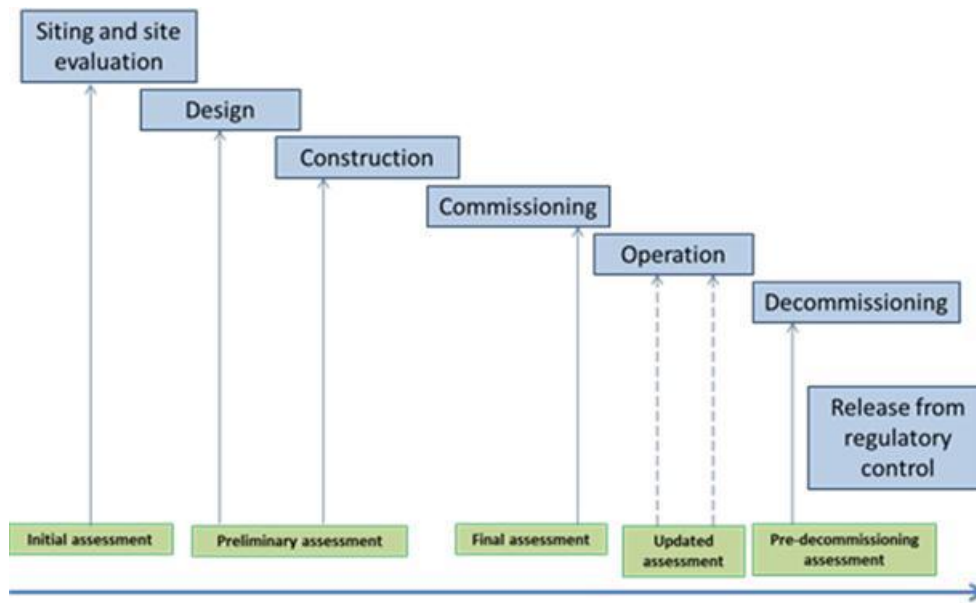 Siting and site
evaluation
Design
Construction
Commissioning
Operation
Decommissioning
Release from
regulatory
control
Initial assessment
Preliminary assessment
Final assessment
Updated
assessment
Pre-decommissioning
assessment